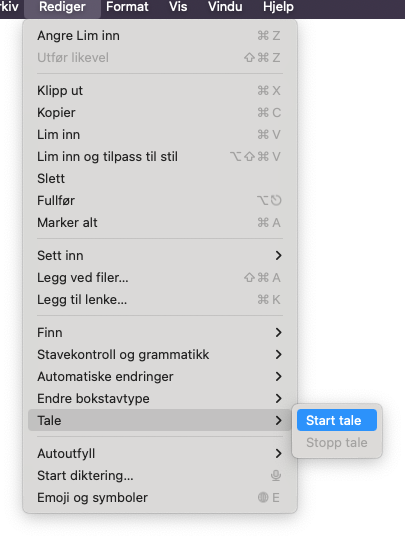 rkiv Rediger Format Vis Vindu Hjelp
Angre Lim inn ⌘ Z
Utfør likevel ⇧⌘ Z
Klipp ut ⌘ X
Kopier ⌘ C
Lim inn ⌘ V
Lim inn og tilpass til stil ⌥⇧⌘ V
Slett
Fullfør ⌥⎋
Marker alt ⌘ A
Sett inn
Legg ved filer... ⇧⌘ A
Legg til lenke... ⌘ K
Finn
Stavekontroll og grammatikk
Automatiske endringer
Endre bokstavtype
Tale
Start tale
Stopp tale
Autoutfyll
Start diktering...
Emoji og symboler 🌐 E